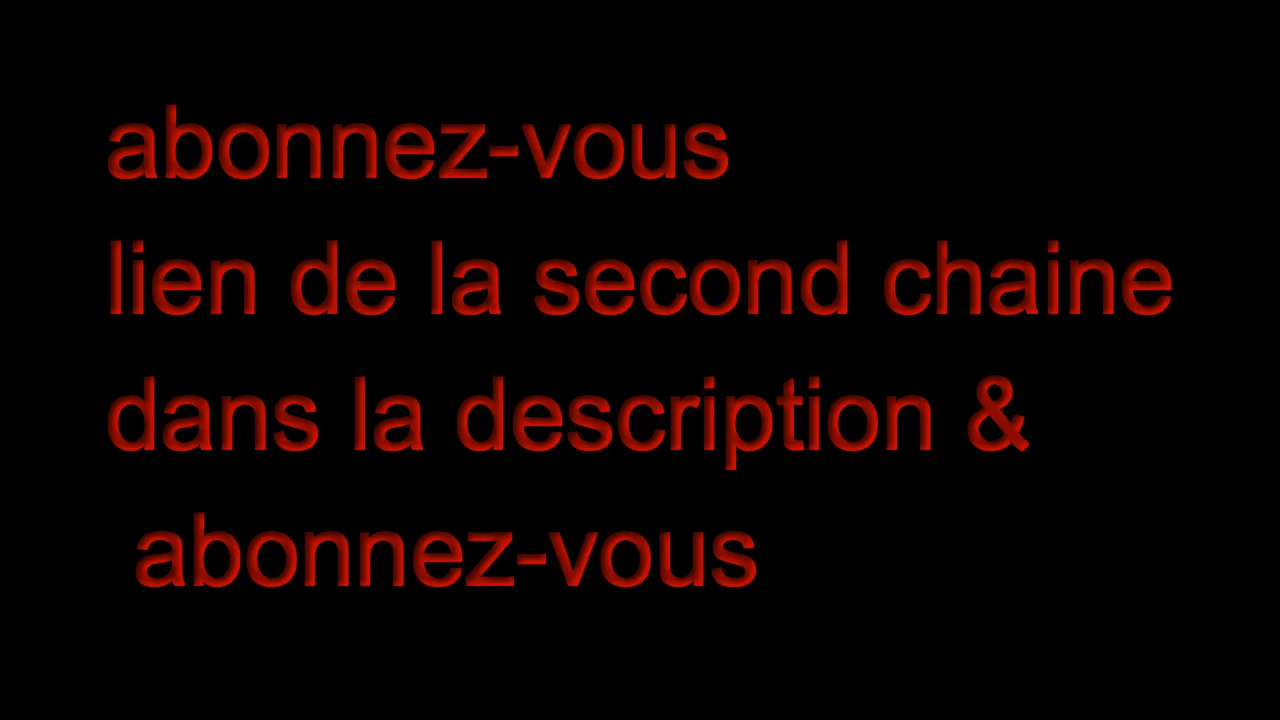 abonnez-vous
lien de la second chaine
dans la description &
abonnez-vous